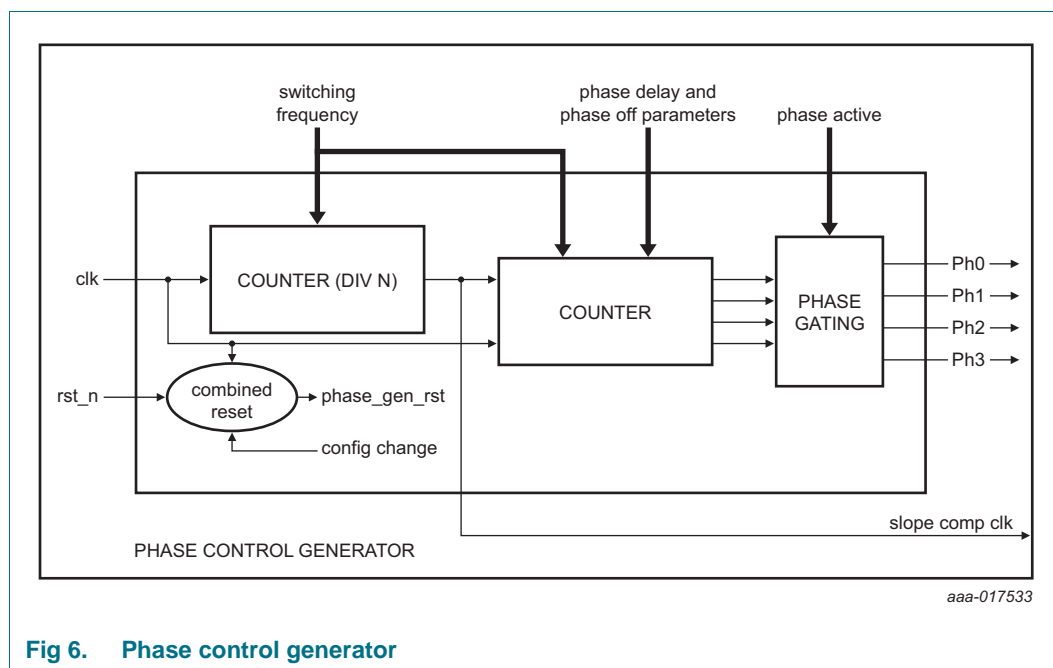 switching
frequency
phase delay and
phase off parameters
phase active
clk
COUNTER (DIV N)
COUNTER
PHASE
GATING
Ph0
Ph1
Ph2
Ph3
rst_n
combined
reset
phase_gen_rst
config change
slope comp clk
PHASE CONTROL GENERATOR
aaa-017533
Fig 6. Phase control generator